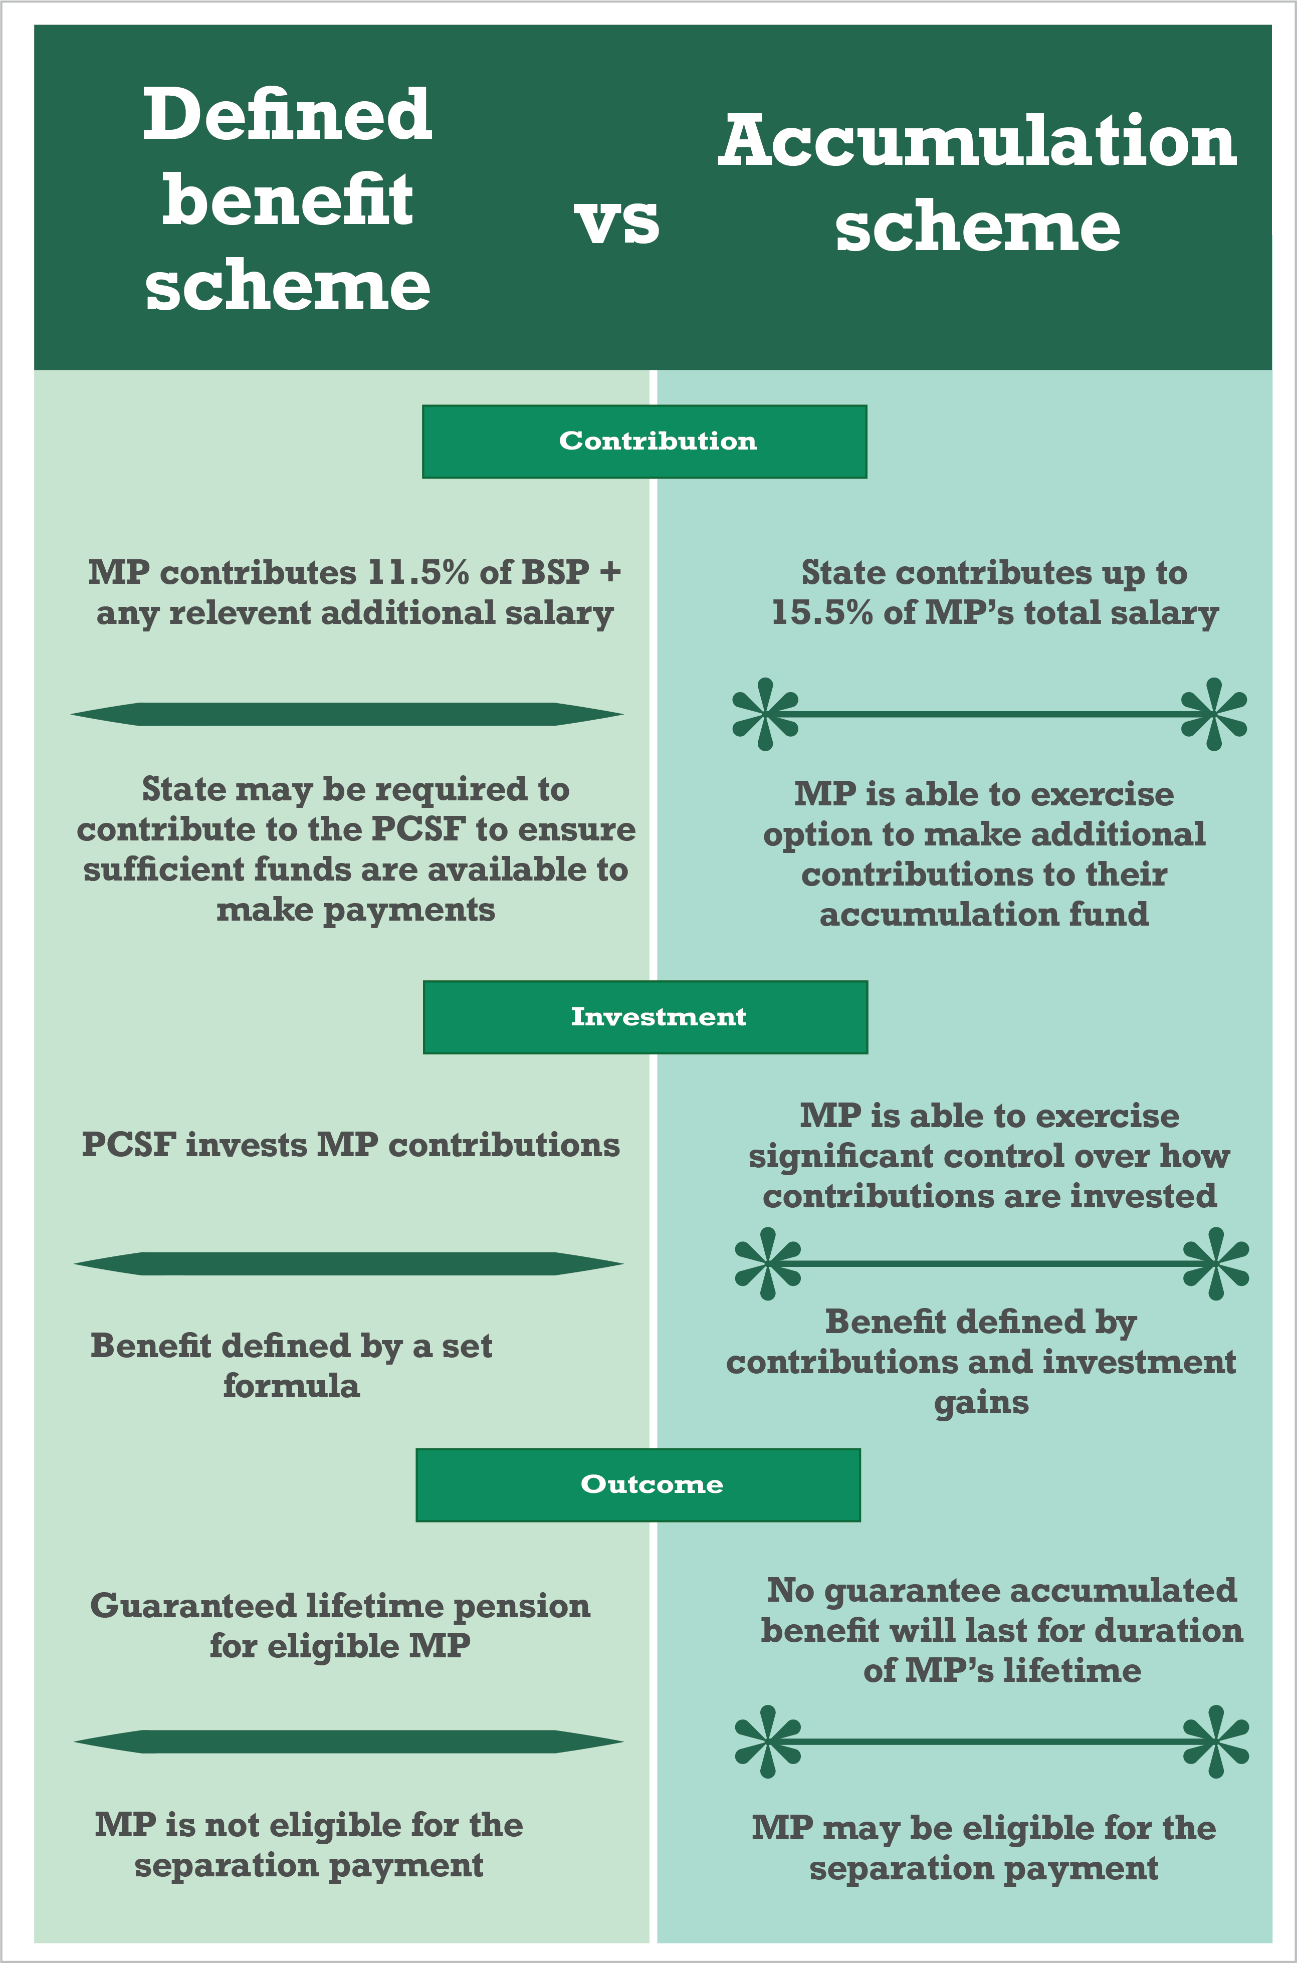 Defined
benefit
scheme
vs
Accumulation
scheme
Contribution
MP contributes 11.5% of BSP +
any relevent additional salary
State contributes up to
15.5% of MP’s total salary
State may be required to
contribute to the PCSF to ensure
sufficient funds are available to
make payments
MP is able to exercise
option to make additional
contributions to their
accumulation fund
Investment
PCSF invests MP contributions
MP is able to exercise
significant control over how
contributions are invested
Benefit defined by a set
formula
Benefit defined by
contributions and investment
gains
Outcome
Guaranteed lifetime pension
for eligible MP
No guarantee accumulated
benefit will last for duration
of MP’s lifetime
MP is not eligible for the
separation payment
MP may be eligible for the
separation payment